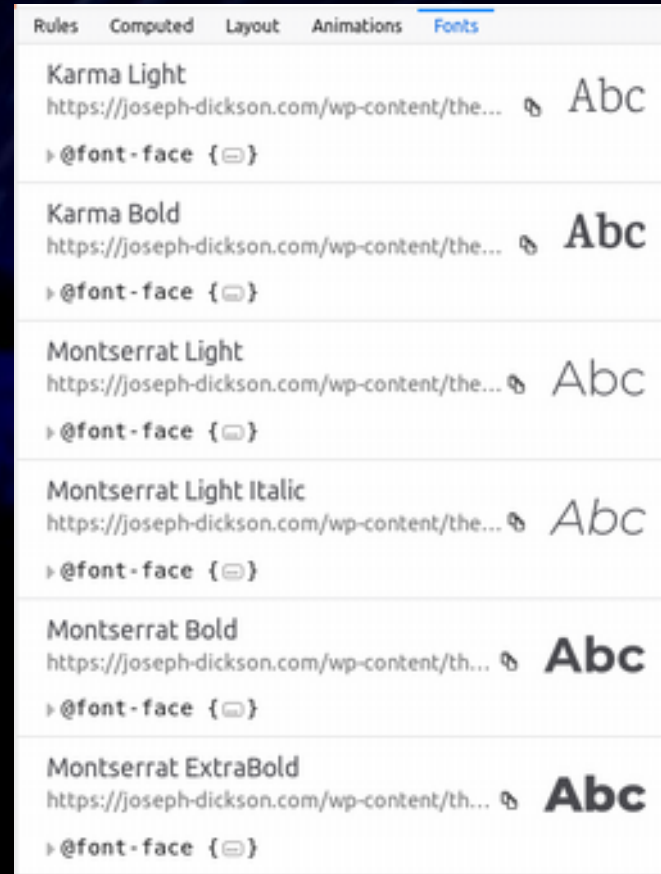 Rules Computed Layout Animations Fonts
Karma Light
https://joseph-dickson.com/wp-content/the... Abc
@font-face {...}
Karma Bold
https://joseph-dickson.com/wp-content/the... Abc
@font-face {...}
Montserrat Light
https://joseph-dickson.com/wp-content/the... Abc
@font-face {...}
Montserrat Light Italic
https://joseph-dickson.com/wp-content/the... Abc
@font-face {...}
Montserrat Bold
https://joseph-dickson.com/wp-content/th... Abc
@font-face {...}
Montserrat ExtraBold
https://joseph-dickson.com/wp-content/th... Abc
@font-face {...}